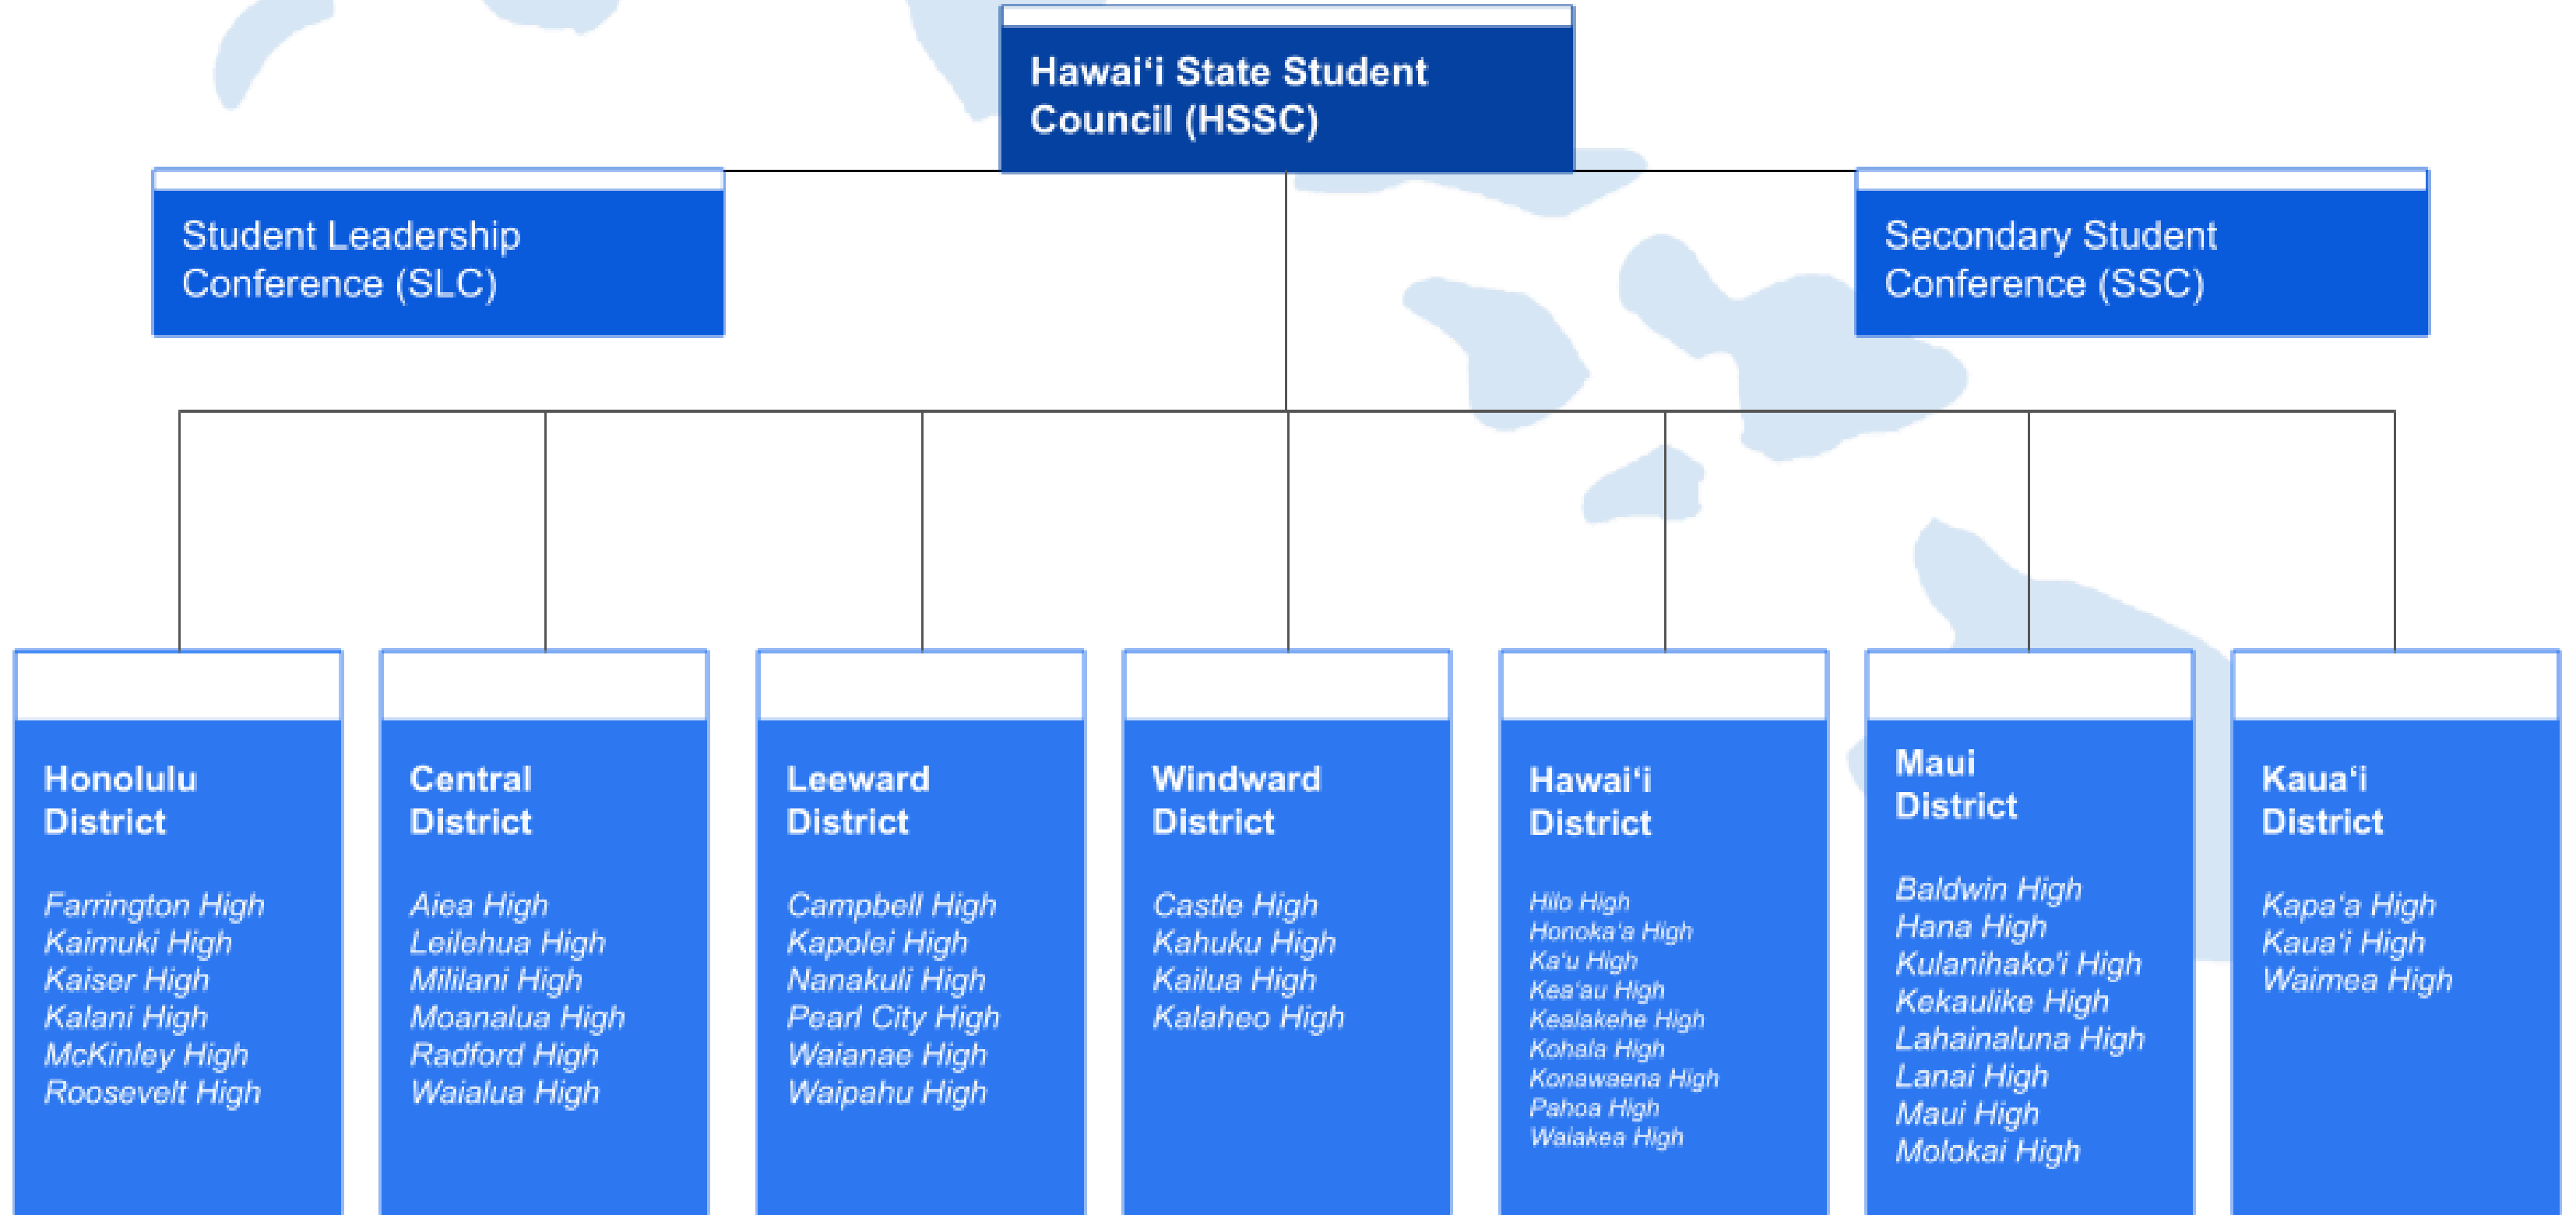 Hawai‘i State Student
Council (HSSC)
Student Leadership
Conference (SLC)
Secondary Student
Conference (SSC)
Honolulu
District
Farrington High
Kaimuki High
Kaiser High
Kalani High
McKinley High
Roosevelt High
Central
District
Aiea High
Leilehua High
Mililani High
Moanalua High
Radford High
Waialua High
Leeward
District
Campbell High
Kapolei High
Nanakuli High
Pearl City High
Waianae High
Waipahu High
Windward
District
Castle High
Kahuku High
Kailua High
Kalaheo High
Hawai‘i
District
Hilo High
Honoka‘a High
Ka‘u High
Kea‘au High
Kealakehe High
Kohala High
Konawaena High
Pahoa High
Waiakea High
Maui
District
Baldwin High
Hana High
Kulanihako'i High
Kekaulike High
Lahainaluna High
Lanai High
Maui High
Molokai High
Kaua‘i
District
Kapa‘a High
Kaua‘i High
Waimea High